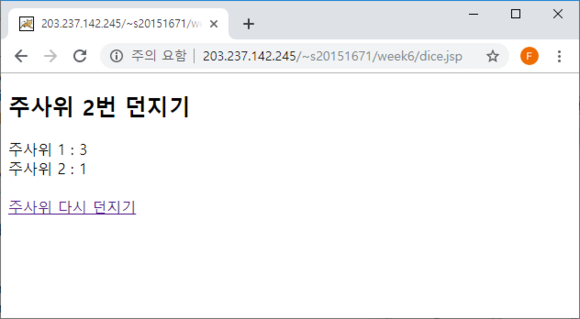 203.237.142.245/~s20151671/we
주의 요함
203.237.142.245/~s20151671/week6/dice.jsp
F
주사위 2번 던지기
주사위 1 : 3
주사위 2 : 1
주사위 다시 던지기